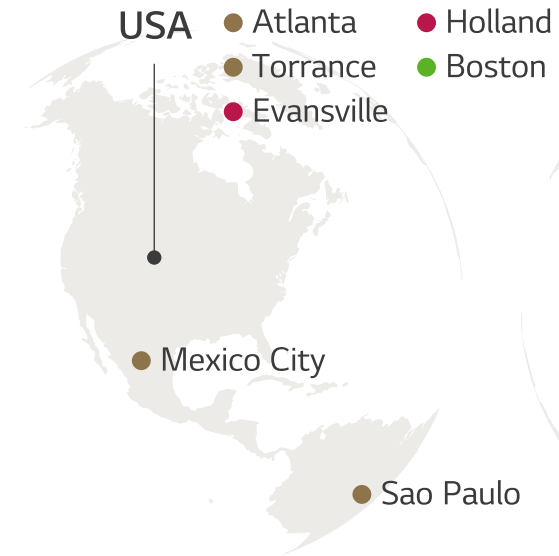 USA
Atlanta
Holland
Torrance
Boston
Evansville
Mexico City
Sao Paulo